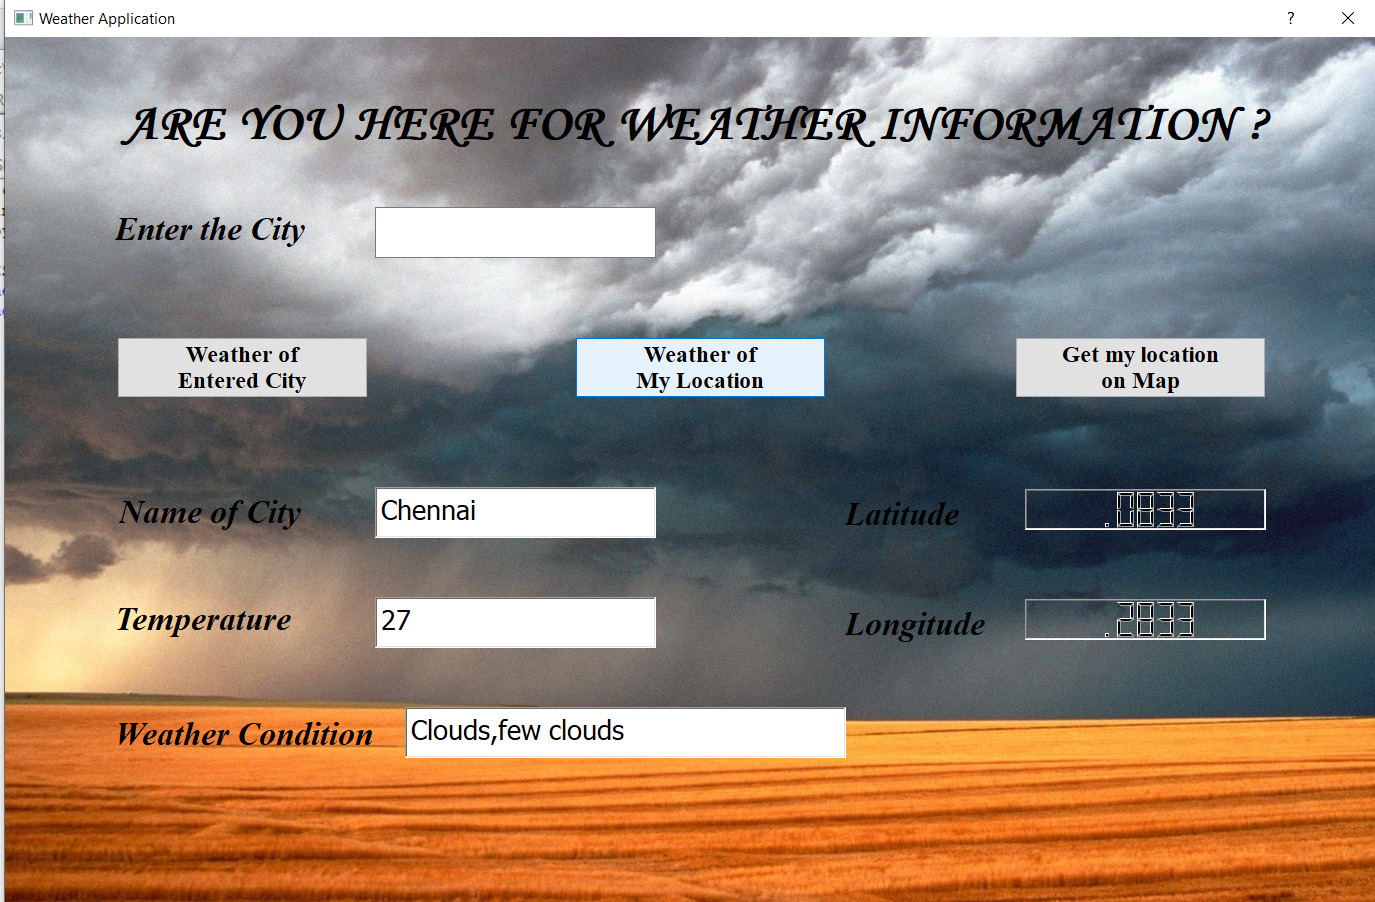 Weather Application
?
ARE YOU HERE FOR WEATHER INFORMATION ?
Enter the City
Weather of
Entered City
Weather of
My Location
Get my location
on Map
Name of City
Chennai
Latitude
.0833
Temperature
27
Longitude
.2833
Weather Condition
Clouds,few clouds